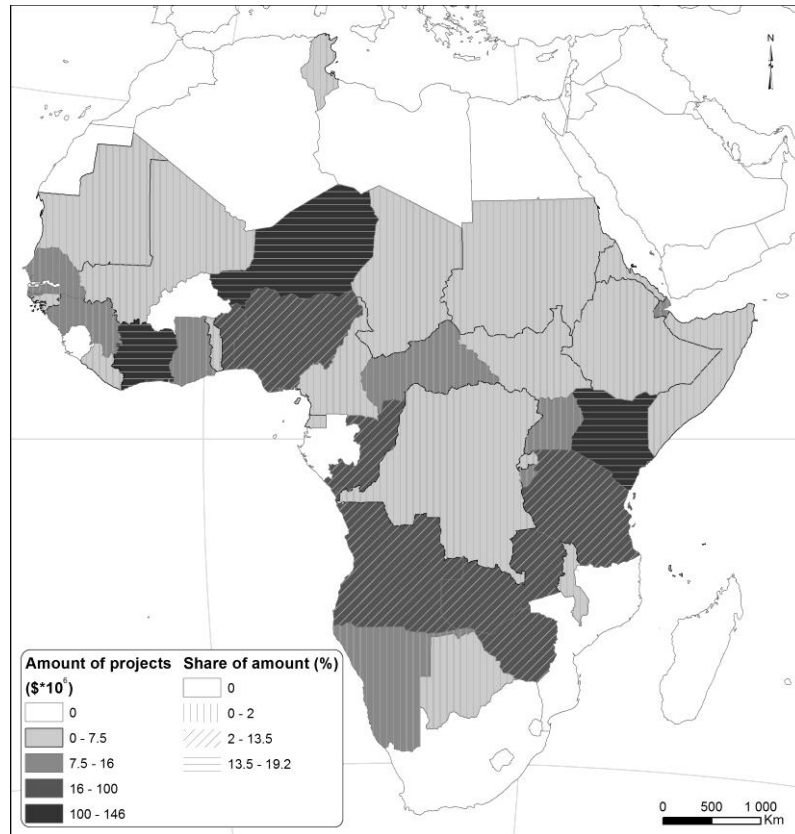 N
Amount of projects Share of amount (%)
($*10⁶)
0 0
0 - 7.5 0 - 2
7.5 - 16 2 - 13.5
16 - 100 13.5 - 19.2
100 - 146
0 500 1 000
Km